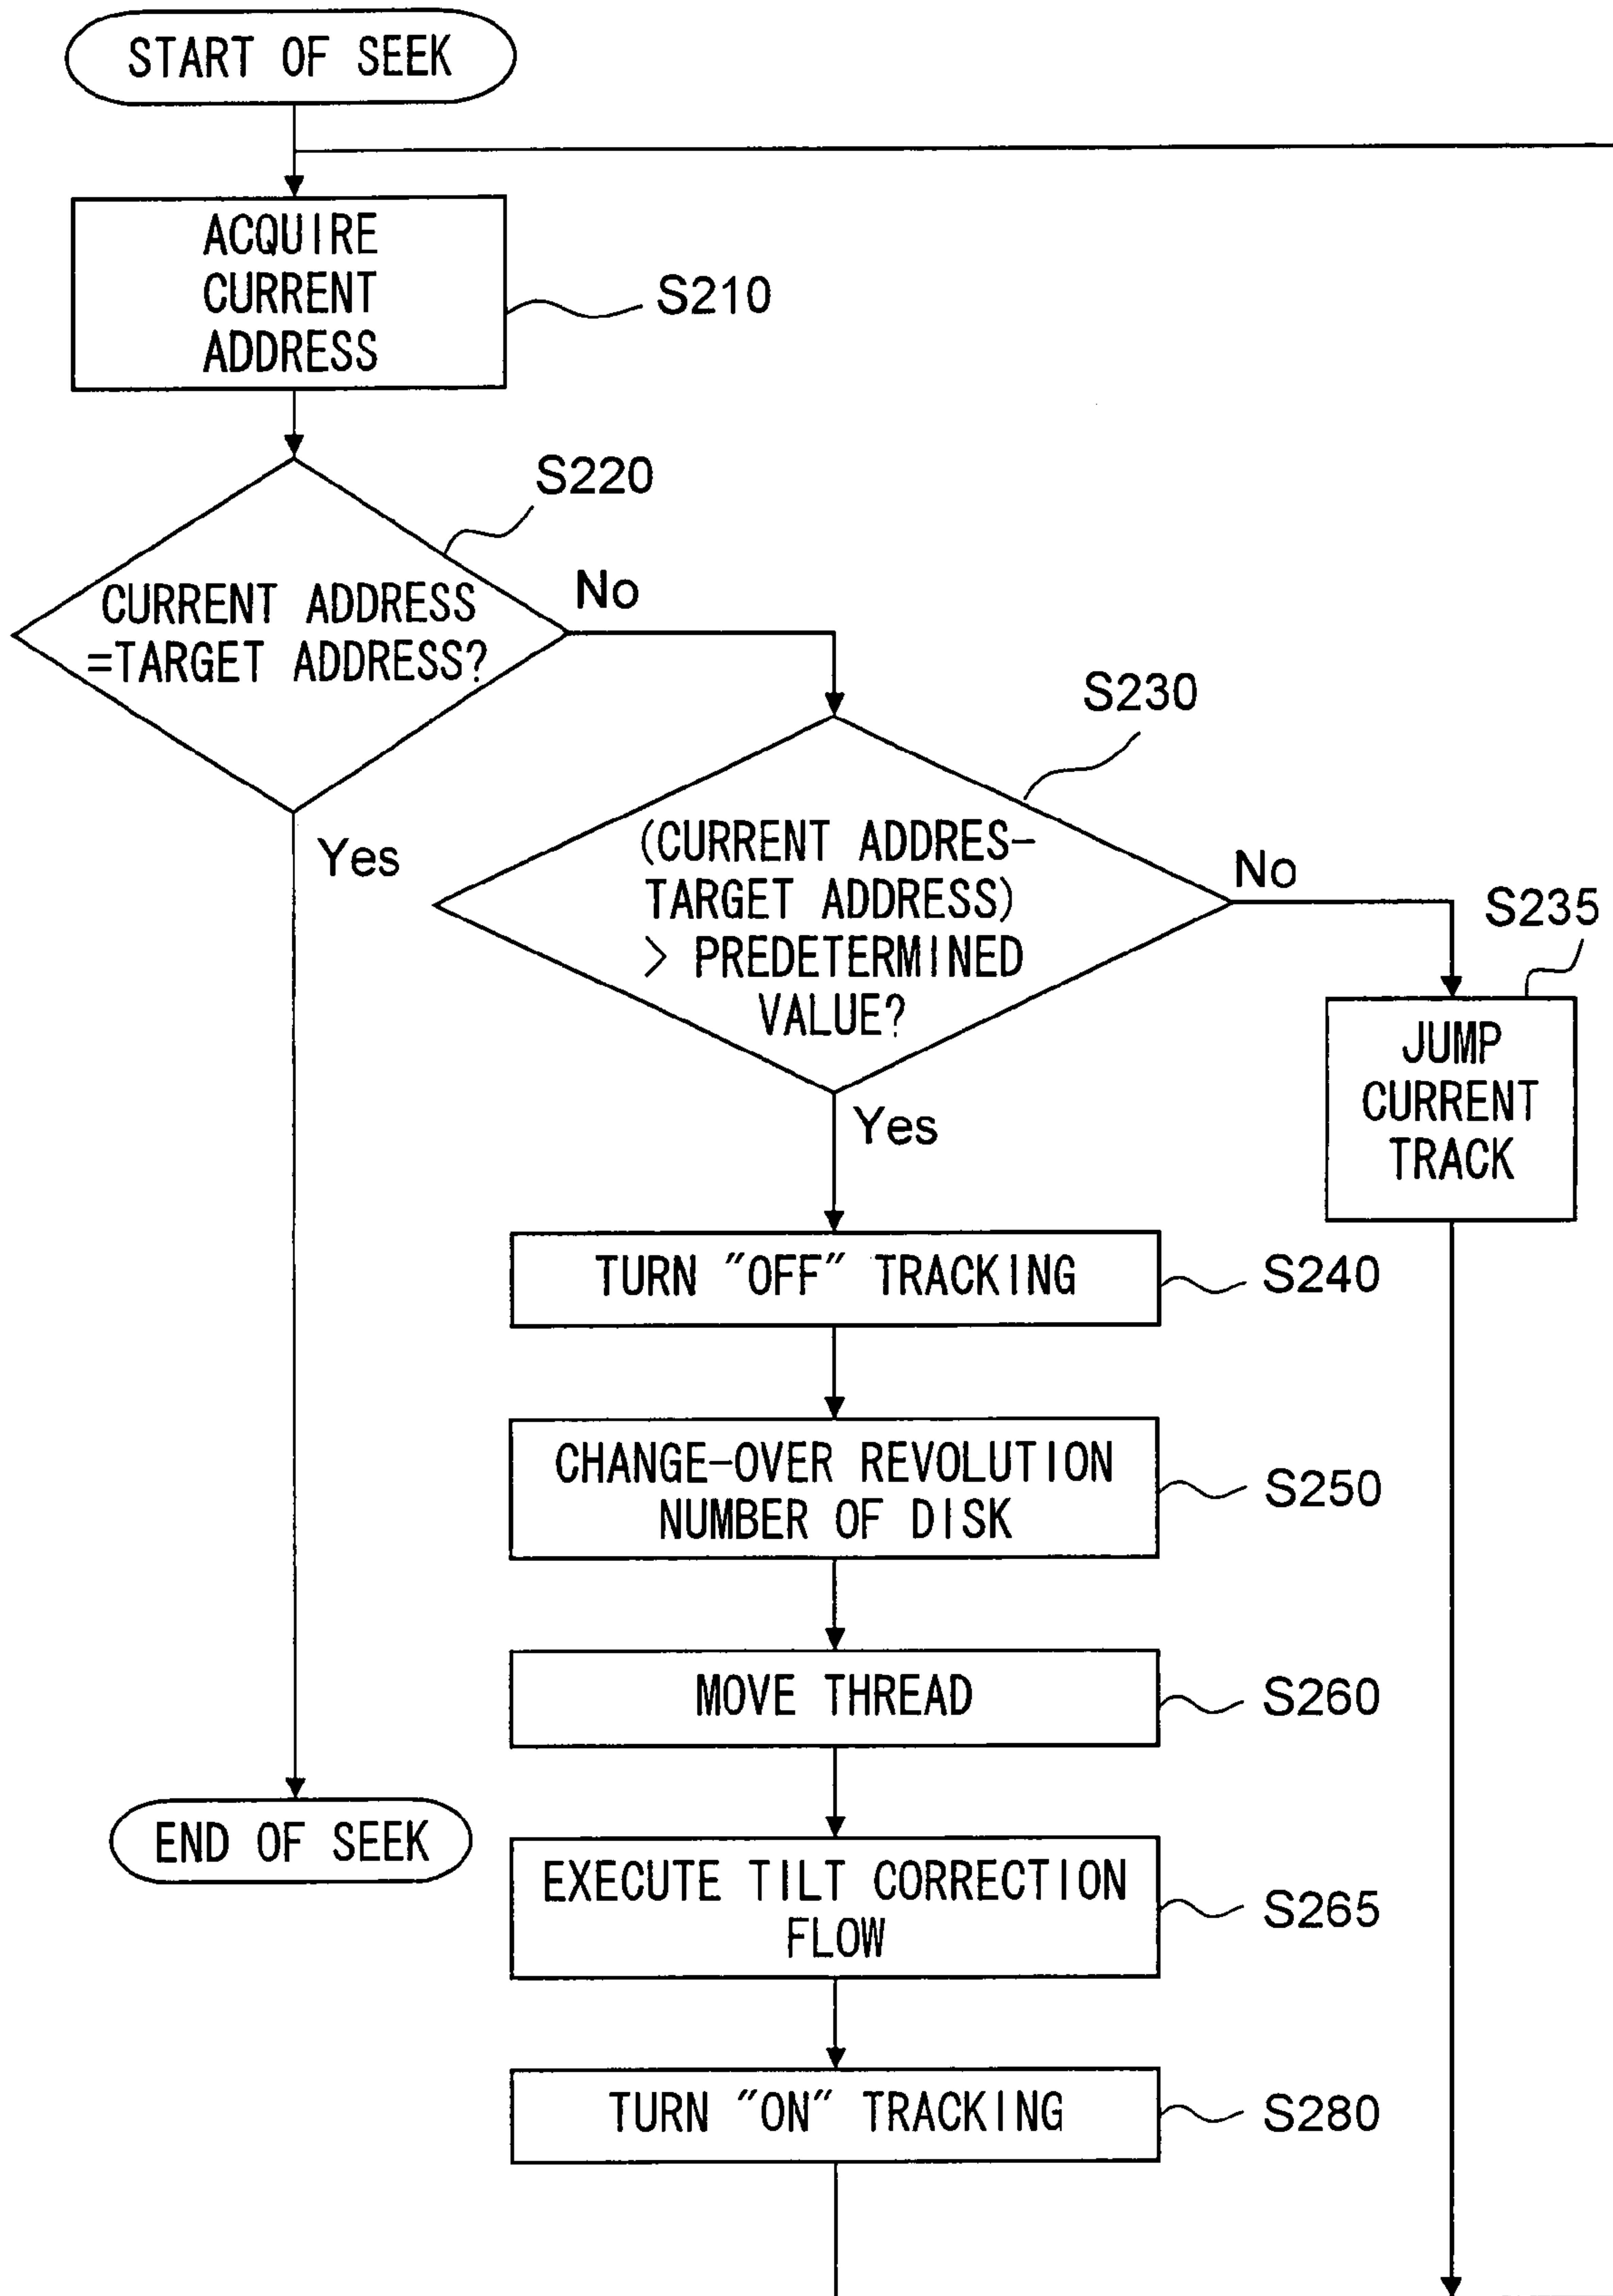 START OF SEEK
ACQUIRE
CURRENT
ADDRESS
S210
S220
CURRENT ADDRESS
=TARGET ADDRESS?
No
Yes
S230
(CURRENT ADDRES-
TARGET ADDRESS)
> PREDETERMINED
VALUE?
No
Yes
S235
JUMP
CURRENT
TRACK
TURN "OFF" TRACKING
S240
CHANGE-OVER REVOLUTION
NUMBER OF DISK
S250
MOVE THREAD
S260
END OF SEEK
EXECUTE TILT CORRECTION
FLOW
S265
TURN "ON" TRACKING
S280